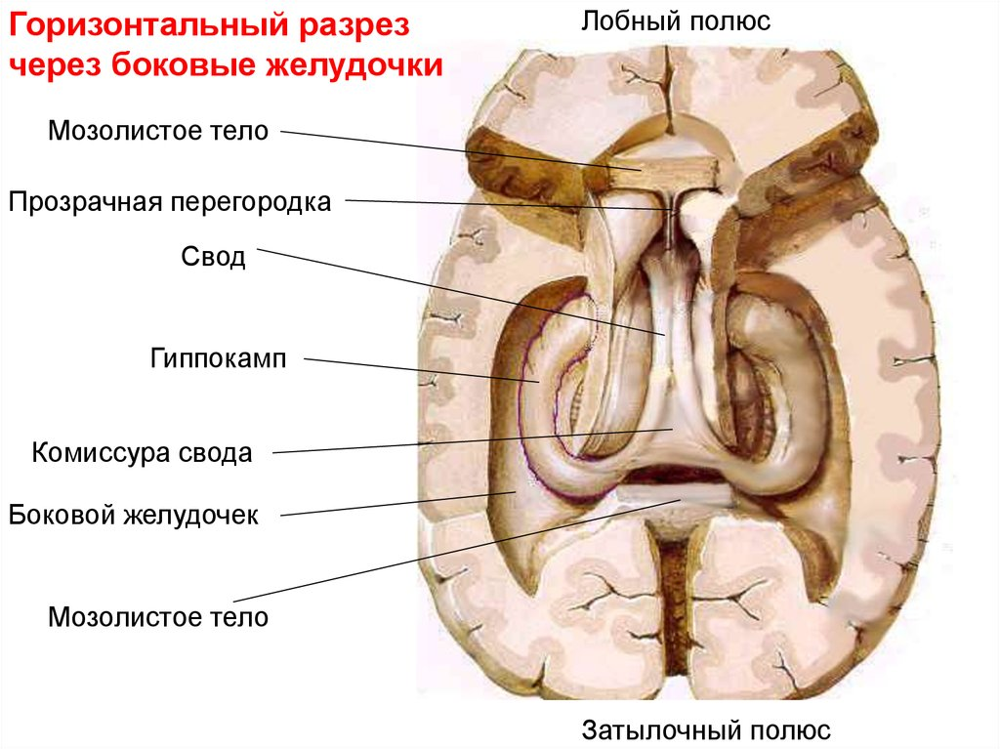 Горизонтальный разрез
через боковые желудочки
Лобный полюс
Мозолистое тело
Прозрачная перегородка
Свод
Гиппокамп
Комиссура свода
Боковой желудочек
Мозолистое тело
Затылочный полюс